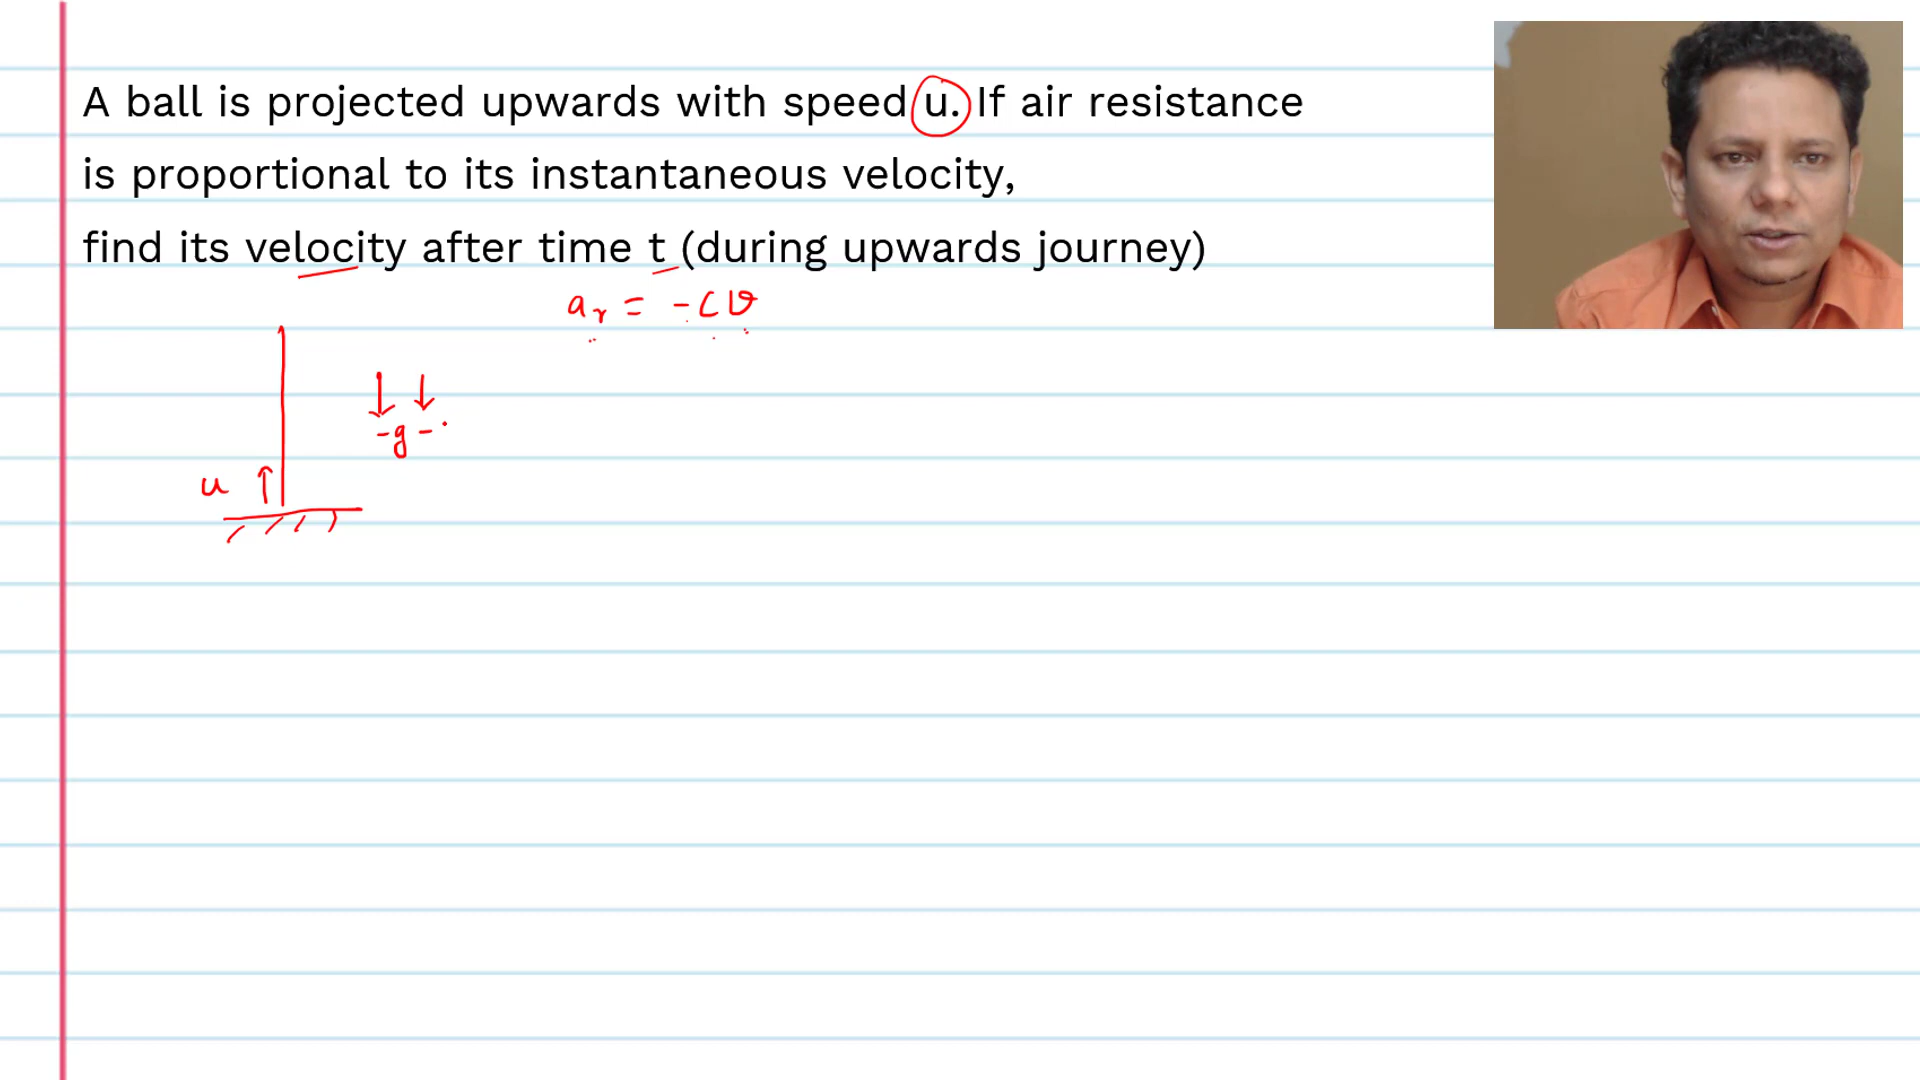 A ball is projected upwards with speed u. If air resistance
is proportional to its instantaneous velocity,
find its velocity after time t (during upwards journey)
a_r = -cv
-g -
u